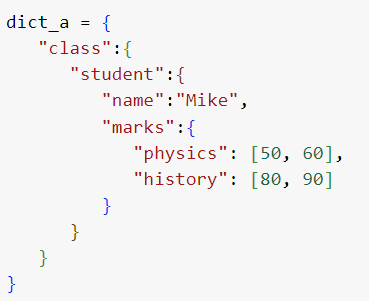 dict_a = {
   "class":{
      "student":{
         "name":"Mike",
         "marks":{
            "physics": [50, 60],
            "history": [80, 90]
         }
      }
   }
}